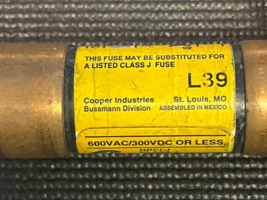 THIS FUSE MAY BE SUBSTITUTED FOR
A LISTED CLASS J FUSE
L39
Cooper Industries St. Louis, MO
Bussmann Division ASSEMBLED IN MEXICO
600VAC/300VDC OR LESS